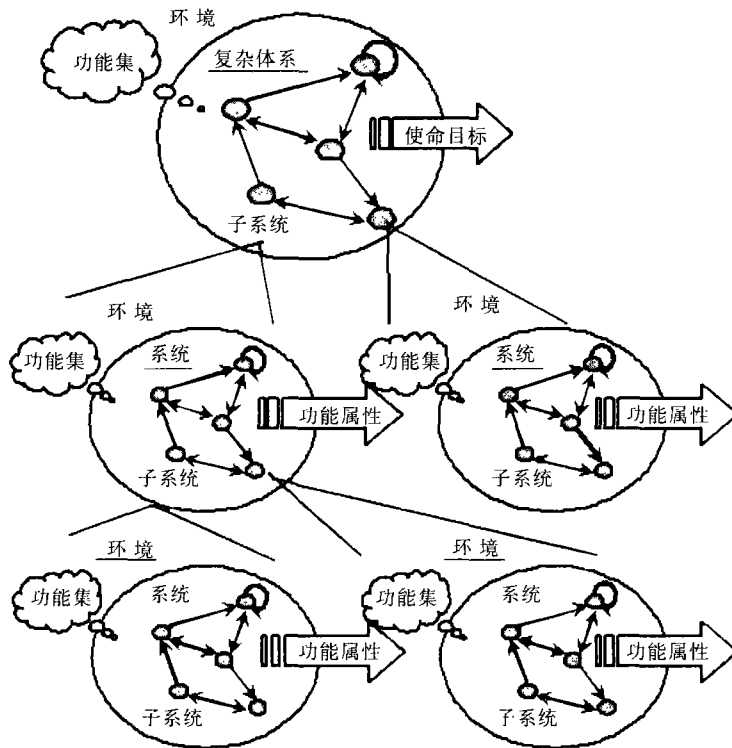 环 境
功能集
复杂体系
使命目标
子系统
环 境
环 境
功能集
系统
功能属性
功能集
系统
功能属性
子系统
子系统
环 境
环 境
功能集
系统
功能属性
功能集
系统
功能属性
子系统
子系统